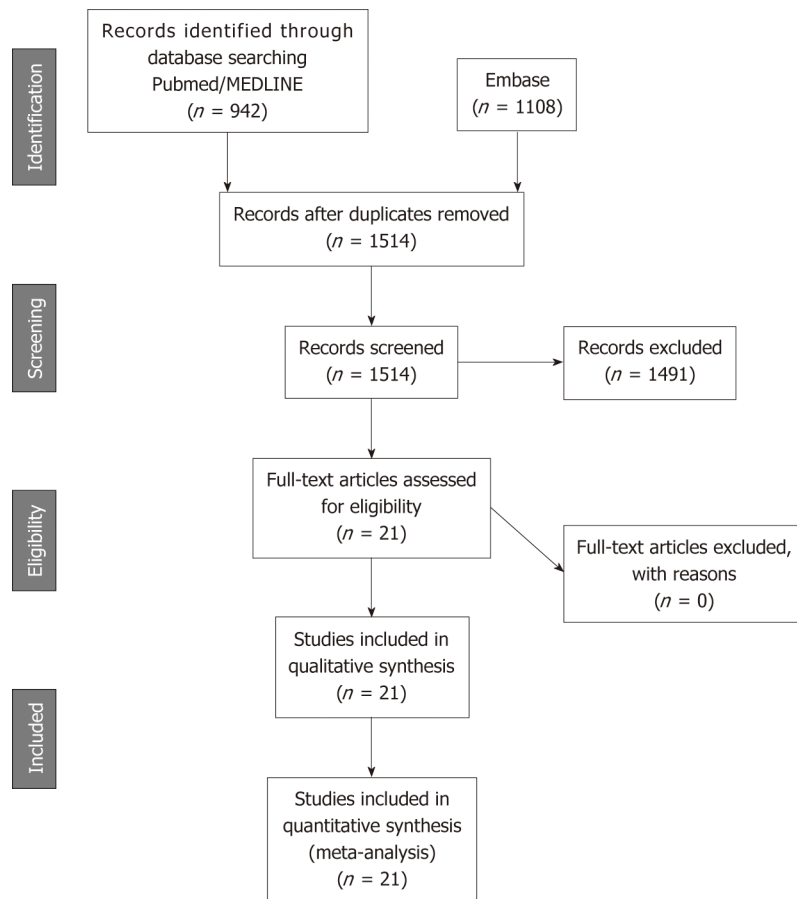 Identification
Records identified through
database searching
Pubmed/MEDLINE
(n = 942)
Embase
(n = 1108)
Records after duplicates removed
(n = 1514)
Screening
Records screened
(n = 1514)
Records excluded
(n = 1491)
Eligibility
Full-text articles assessed
for eligibility
(n = 21)
Full-text articles excluded,
with reasons
(n = 0)
Included
Studies included in
qualitative synthesis
(n = 21)
Studies included in
quantitative synthesis
(meta-analysis)
(n = 21)